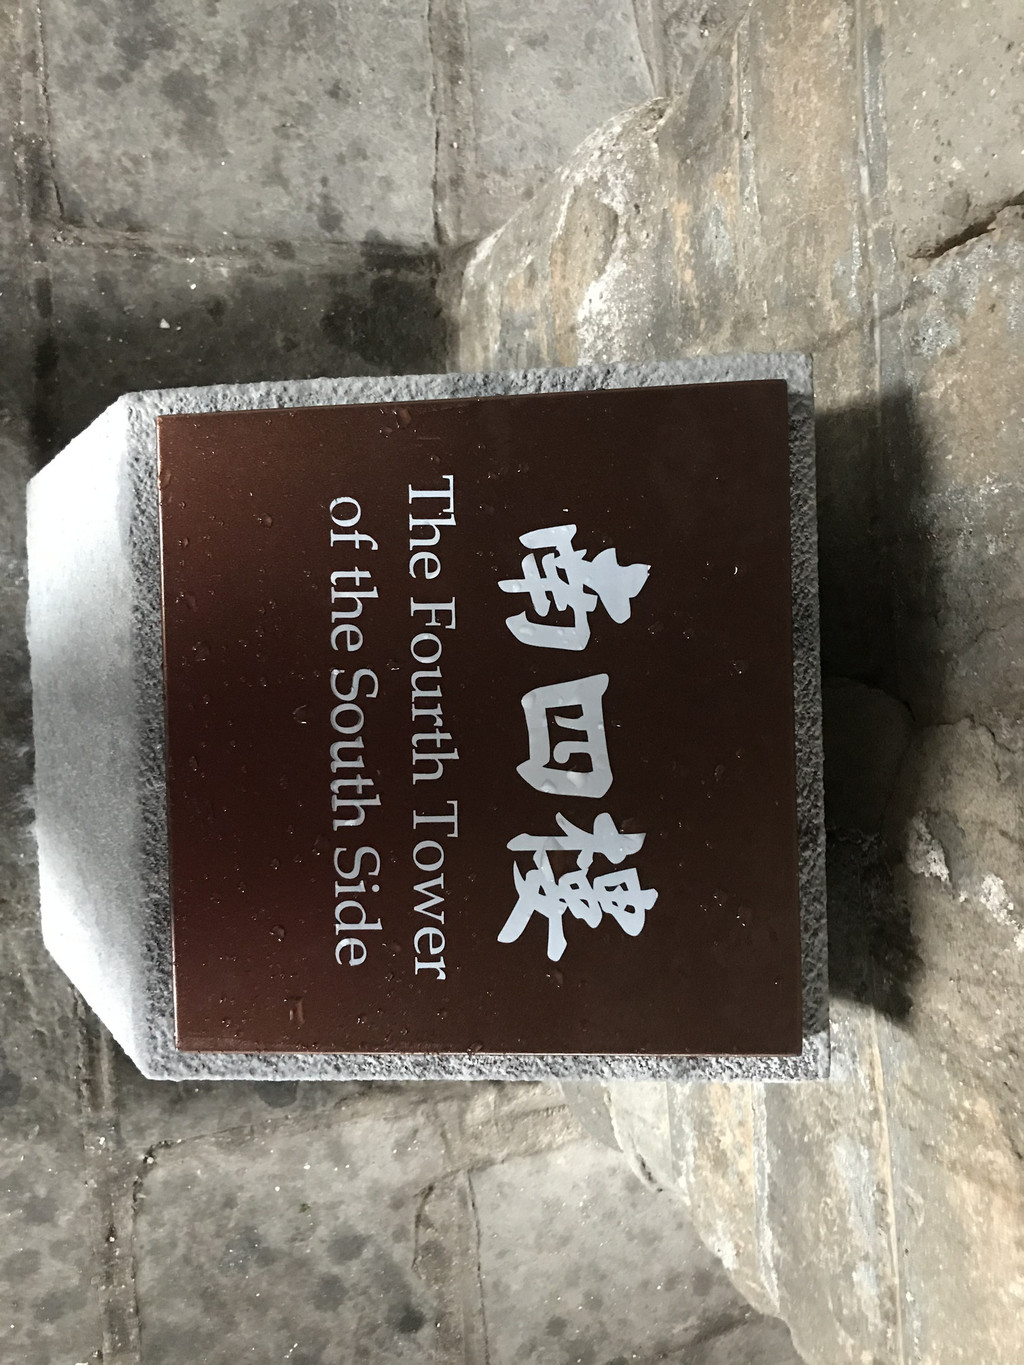 南四樓
The Fourth Tower
of the South Side